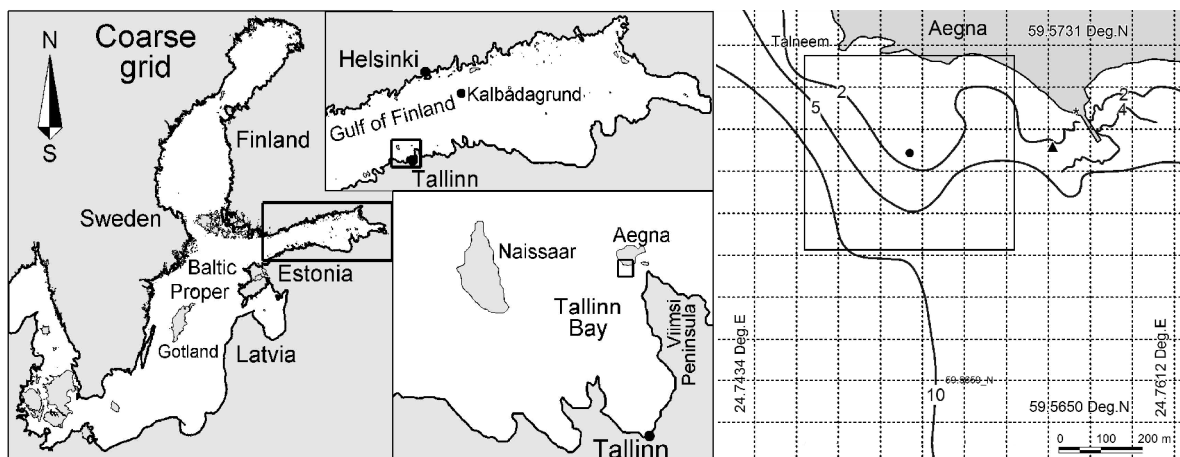 N
S
Coarse
grid
Finland
Sweden
Baltic
Proper
Estonia
Gotland
Latvia
Helsinki
Kalbådagrund
Gulf of Finland
Tallinn
Naissaar
Aegna
Tallinn
Bay
Viimsi
Peninsula
Tallinn
Aegna
59.5731 Deg.N
Talneem
2
5
2
4
24.7434 Deg.E
24.7612 Deg.E
10
59.5650 Deg.N
0 100 200 m